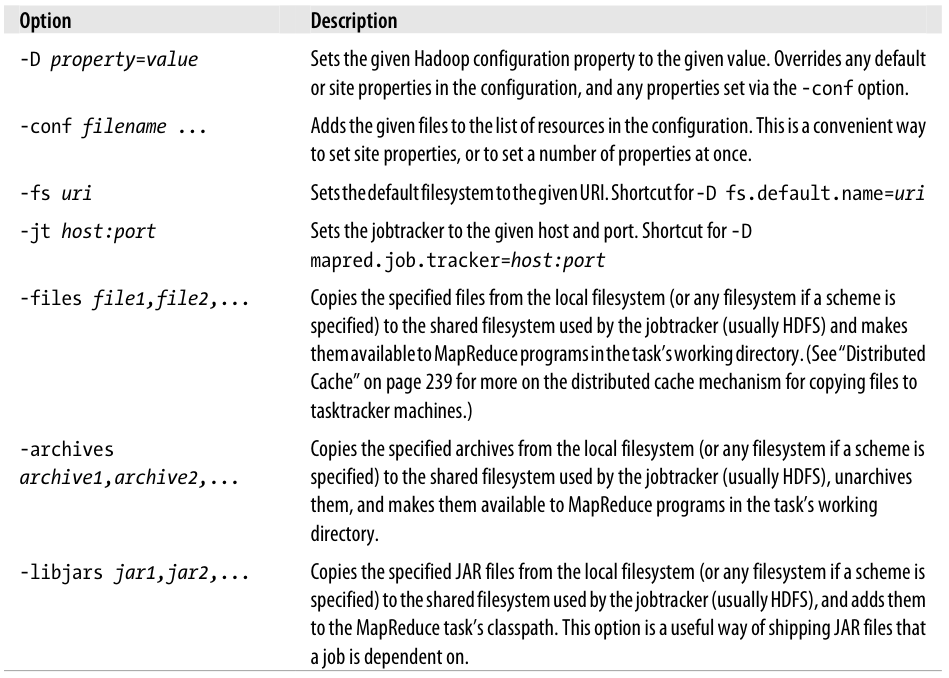 Option Description
-D property=value Sets the given Hadoop configuration property to the given value. Overrides any default
or site properties in the configuration, and any properties set via the -conf option.
-conf filename ... Adds the given files to the list of resources in the configuration. This is a convenient way
to set site properties, or to set a number of properties at once.
-fs uri Sets the default filesystem to the given URI. Shortcut for -D fs.default.name=uri
-jt host:port Sets the jobtracker to the given host and port. Shortcut for -D
mapred.job.tracker=host:port
-files file1,file2,... Copies the specified files from the local filesystem (or any filesystem if a scheme is
specified) to the shared filesystem used by the jobtracker (usually HDFS) and makes
them available to MapReduce programs in the task's working directory. (See “Distributed
Cache” on page 239 for more on the distributed cache mechanism for copying files to
tasktracker machines.)
-archives Copies the specified archives from the local filesystem (or any filesystem if a scheme is
archive1,archive2,... specified) to the shared filesystem used by the jobtracker (usually HDFS), unarchives
them, and makes them available to MapReduce programs in the task's working
directory.
-libjars jar1,jar2,... Copies the specified JAR files from the local filesystem (or any filesystem if a scheme is
specified) to the shared filesystem used by the jobtracker (usually HDFS), and adds them
to the MapReduce task's classpath. This option is a useful way of shipping JAR files that
a job is dependent on.